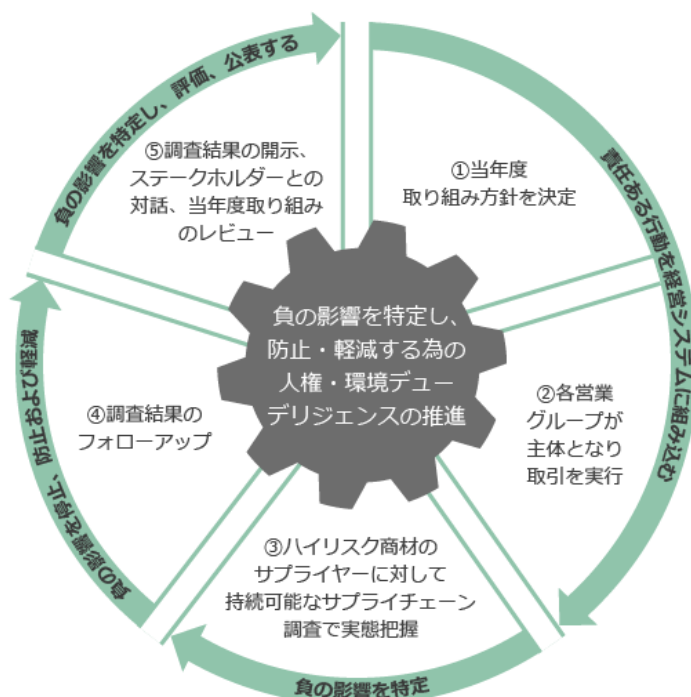 負の影響を特定し、
防止・軽減する為の
人権・環境デュー
デリジェンスの推進
①当年度
取り組み方針を決定
②各営業
グループが
主体となり
取引を実行
③ハイリスク商材の
サプライヤーに対して
持続可能なサプライチェーン
調査で実態把握
④調査結果の
フォローアップ
⑤調査結果の開示、
ステークホルダーとの
対話、当年度取り組み
のレビュー
責任ある行動を経営システムに組み込む
負の影響を特定
負の影響を停止、防止および軽減
負の影響を特定し、評価、公表する